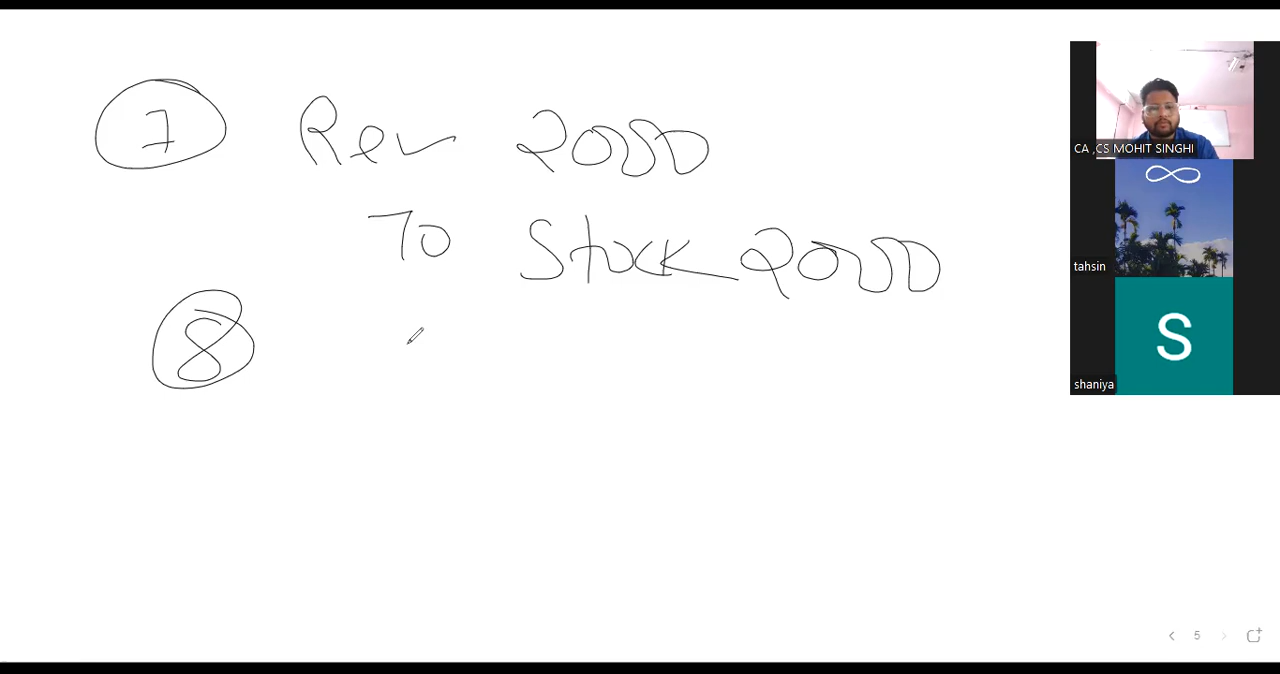 7 Rev 2000
To Stock 2000
8
CA ,CS MOHIT SINGHI
tahsin
S
shaniya
5